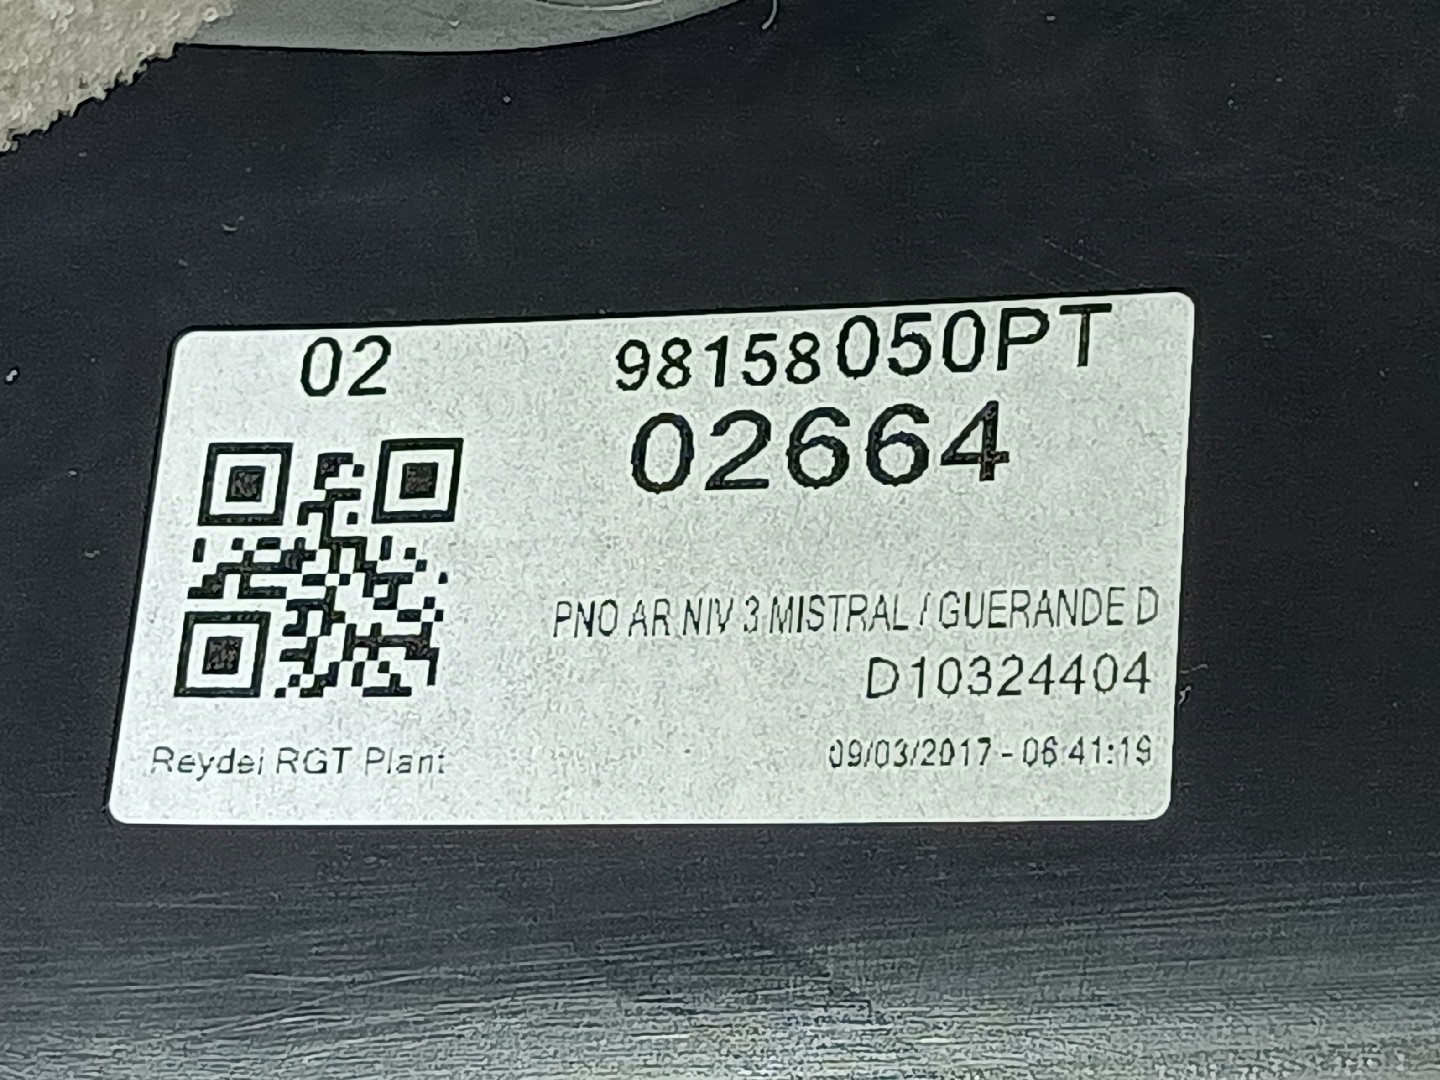 02
98158050PT
02664
PNO AR NIV 3 MISTRAL / GUERANDE D
D10324404
Reydel RGT Plant
09/03/2017 - 06:41:19